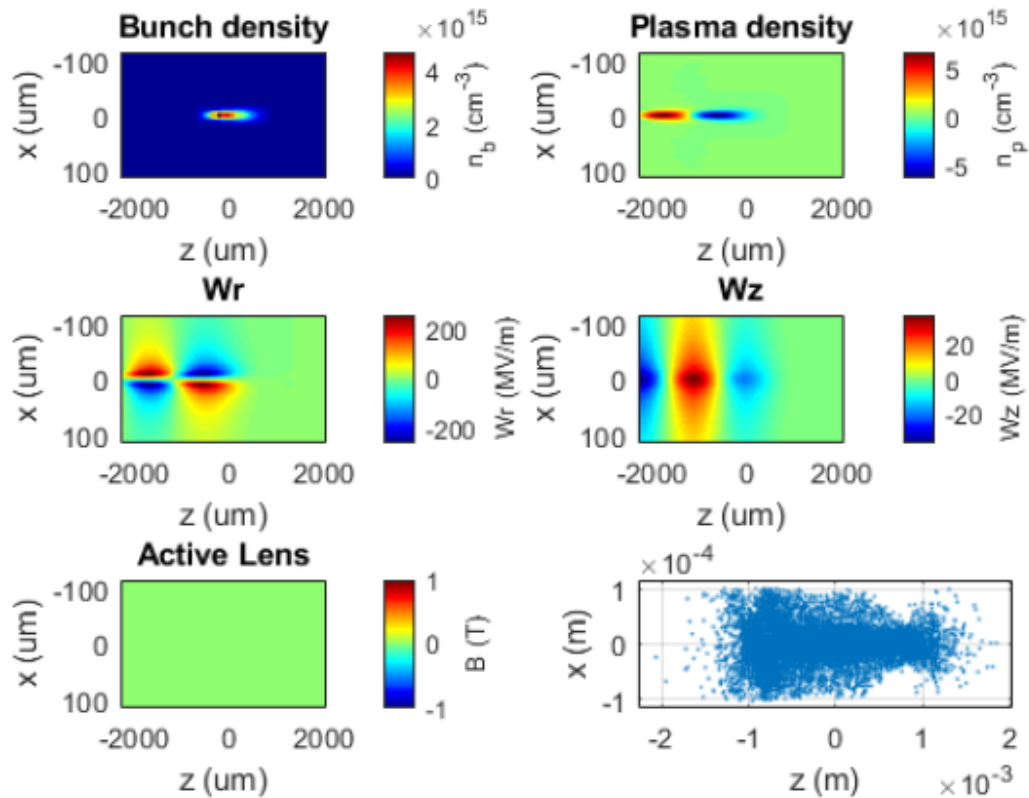 Bunch density
× 10^15
x (um)
-100
0
100
-2000
0
2000
z (um)
4
2
0
n_b (cm^-3)
Plasma density
× 10^15
x (um)
-100
0
100
-2000
0
2000
z (um)
5
0
-5
n_p (cm^-3)
Wr
x (um)
-100
0
100
-2000
0
2000
z (um)
200
0
-200
Wr (MV/m)
Wz
x (um)
-100
0
100
-2000
0
2000
z (um)
20
0
-20
Wz (MV/m)
Active Lens
x (um)
-100
0
100
-2000
0
2000
z (um)
1
0
-1
B (T)
× 10^-4
x (m)
1
0
-1
-2
-1
0
1
2
z (m)
× 10^-3